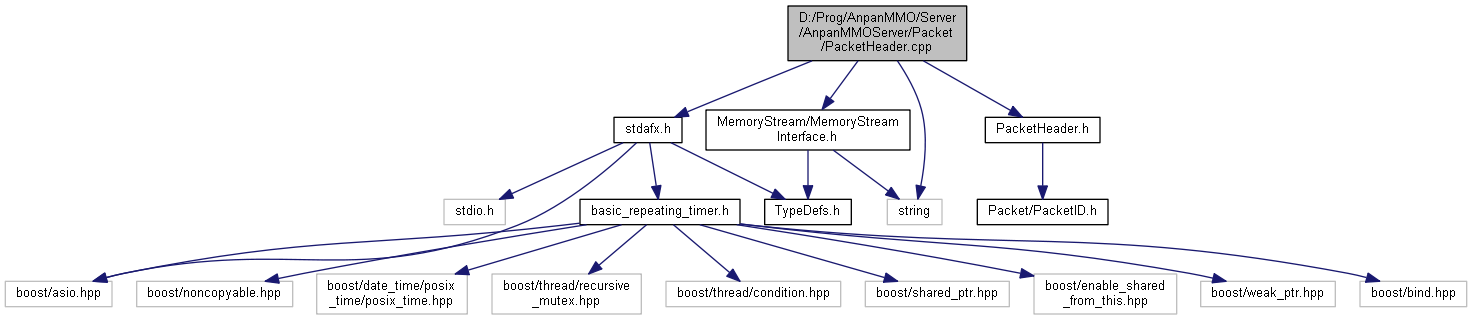 D:/Prog/AnpanMMO/Server
/AnpanMMOServer/Packet
/PacketHeader.cpp
stdafx.h
MemoryStream/MemoryStream
Interface.h
PacketHeader.h
stdio.h
basic_repeating_timer.h
TypeDefs.h
string
Packet/PacketID.h
boost/asio.hpp
boost/noncopyable.hpp
boost/date_time/posix
_time/posix_time.hpp
boost/thread/recursive
_mutex.hpp
boost/thread/condition.hpp
boost/shared_ptr.hpp
boost/enable_shared
_from_this.hpp
boost/weak_ptr.hpp
boost/bind.hpp